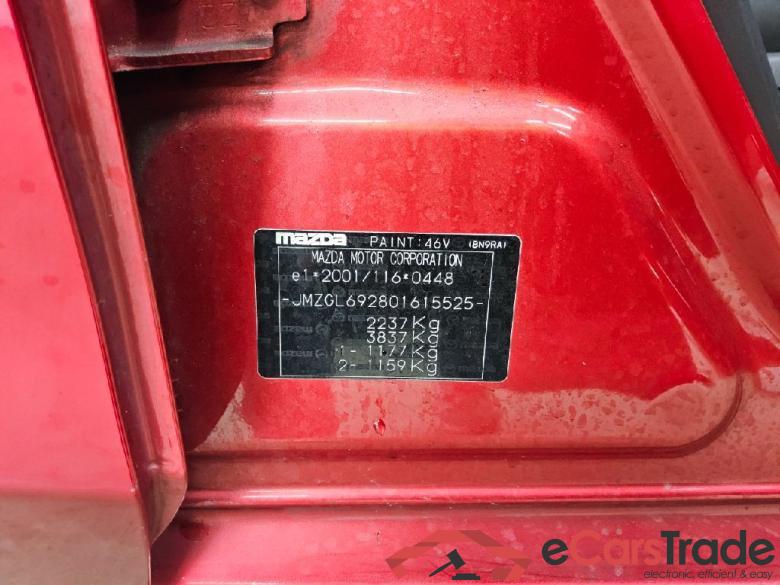 mazda PAINT:46V (BN9RA)
MAZDA MOTOR CORPORATION
e1*2001/116*0448
-JMZGL692801615525-
2237Kg
3837Kg
1- 1177Kg
2- 1159Kg
eCarsTrade
electronic, efficient & easy